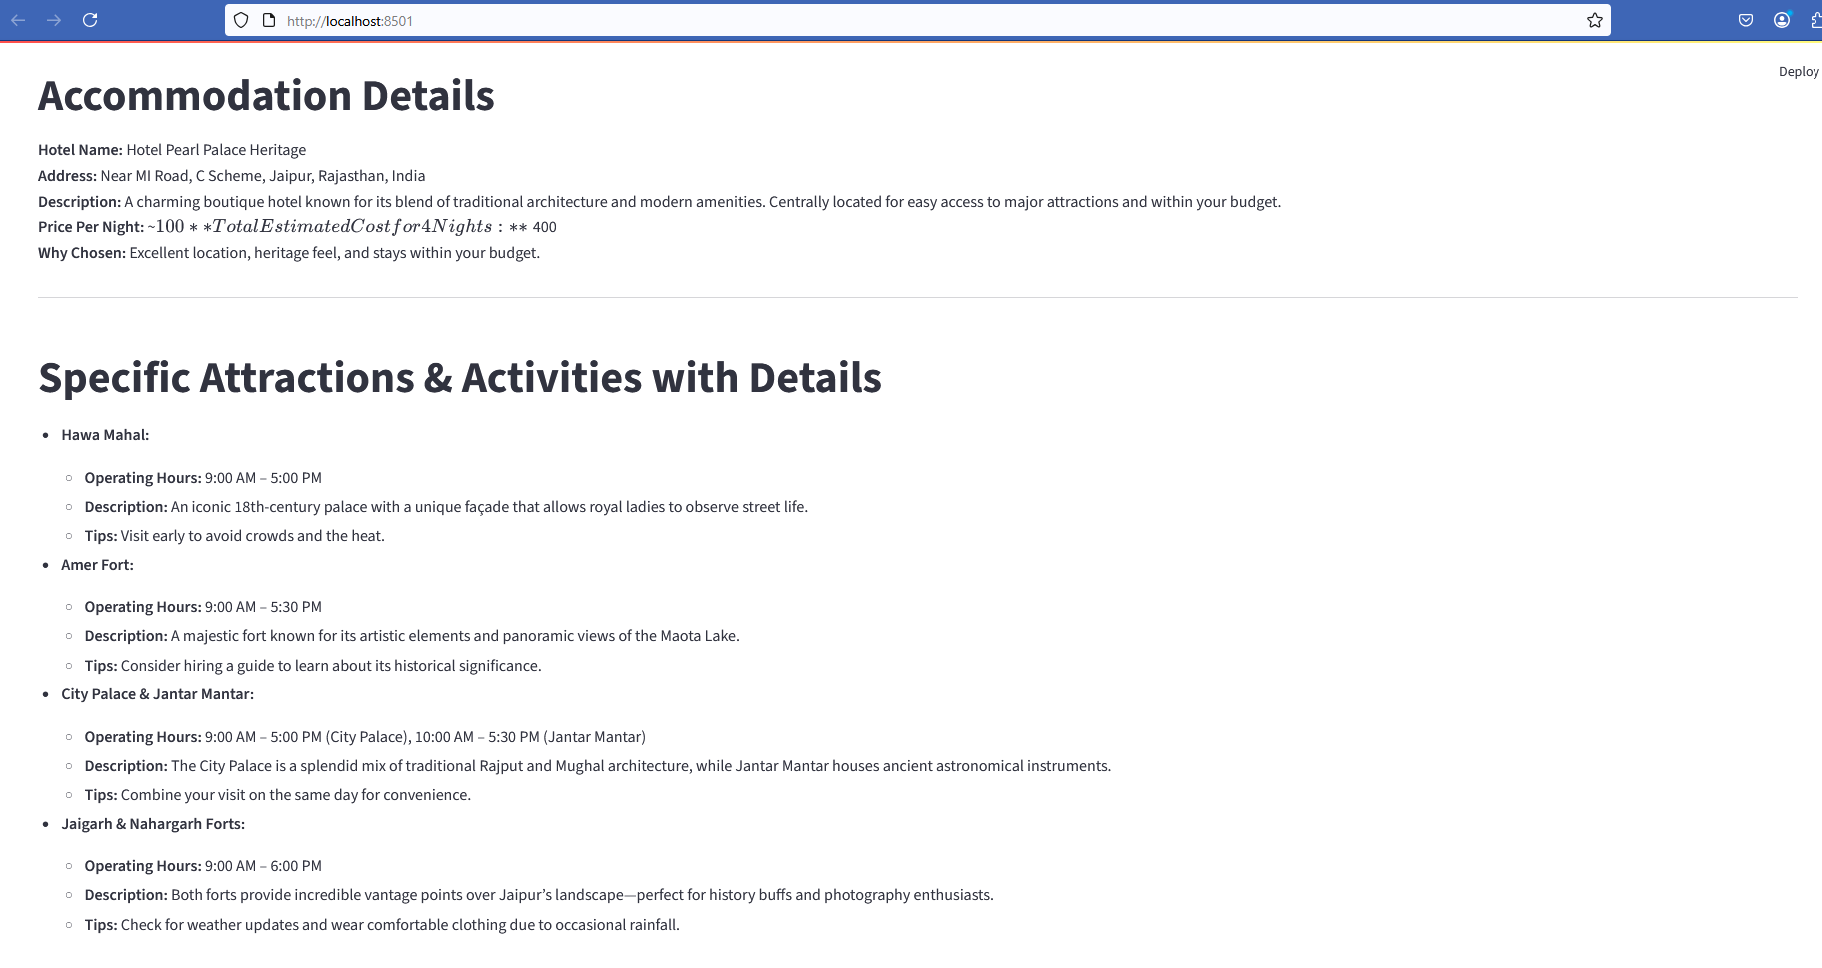 http://localhost:8501
Deploy
Accommodation Details
Hotel Name: Hotel Pearl Palace Heritage
Address: Near MI Road, C Scheme, Jaipur, Rajasthan, India
Description: A charming boutique hotel known for its blend of traditional architecture and modern amenities. Centrally located for easy access to major attractions and within your budget.
Price Per Night: ~100 ∗ ∗TotalEstimatedCostfor4Nights : ∗∗ 400
Why Chosen: Excellent location, heritage feel, and stays within your budget.
Specific Attractions & Activities with Details
• Hawa Mahal:
○ Operating Hours: 9:00 AM – 5:00 PM
○ Description: An iconic 18th-century palace with a unique façade that allows royal ladies to observe street life.
○ Tips: Visit early to avoid crowds and the heat.
• Amer Fort:
○ Operating Hours: 9:00 AM – 5:30 PM
○ Description: A majestic fort known for its artistic elements and panoramic views of the Maota Lake.
○ Tips: Consider hiring a guide to learn about its historical significance.
• City Palace & Jantar Mantar:
○ Operating Hours: 9:00 AM – 5:00 PM (City Palace), 10:00 AM – 5:30 PM (Jantar Mantar)
○ Description: The City Palace is a splendid mix of traditional Rajput and Mughal architecture, while Jantar Mantar houses ancient astronomical instruments.
○ Tips: Combine your visit on the same day for convenience.
• Jaigarh & Nahargarh Forts:
○ Operating Hours: 9:00 AM – 6:00 PM
○ Description: Both forts provide incredible vantage points over Jaipur’s landscape—perfect for history buffs and photography enthusiasts.
○ Tips: Check for weather updates and wear comfortable clothing due to occasional rainfall.